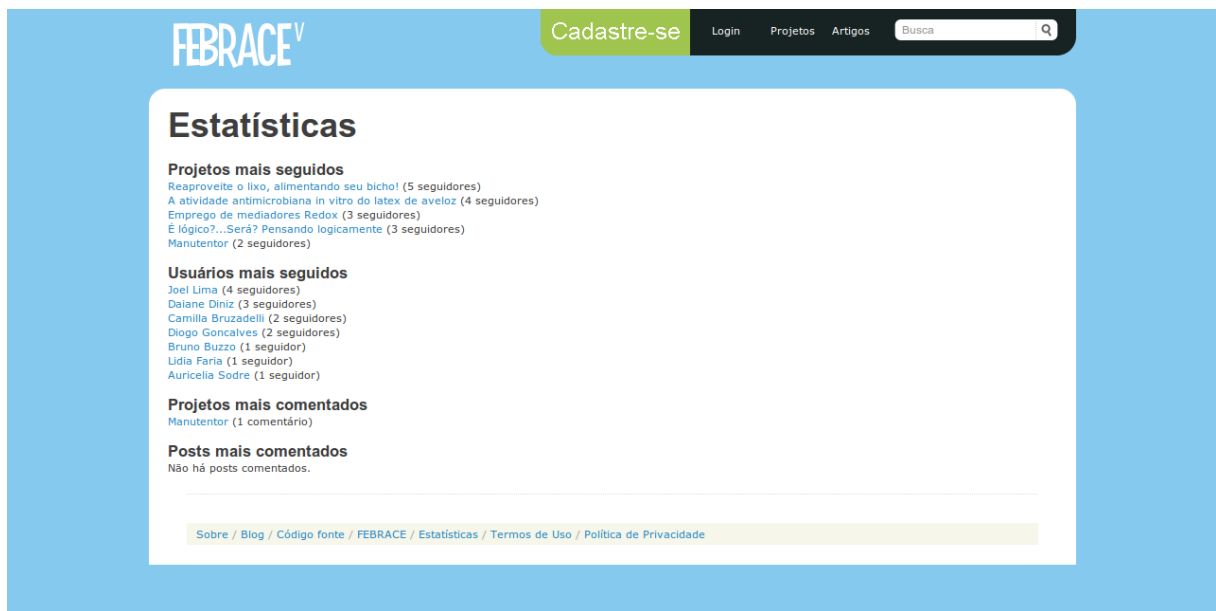 FEBRACE V
Cadastre-se
Login
Projetos
Artigos
Busca
Estatísticas
Projetos mais seguidos
Reaproveite o lixo, alimentando seu bicho! (5 seguidores)
A atividade antimicrobiana in vitro do latex de aveloz (4 seguidores)
Emprego de mediadores Redox (3 seguidores)
É lógico?...Será? Pensando logicamente (3 seguidores)
Manutentor (2 seguidores)
Usuários mais seguidos
Joel Lima (4 seguidores)
Daiane Diniz (3 seguidores)
Camilla Bruzadelli (2 seguidores)
Diogo Goncalves (2 seguidores)
Bruno Buzzo (1 seguidor)
Lidia Faria (1 seguidor)
Auricelia Sodre (1 seguidor)
Projetos mais comentados
Manutentor (1 comentário)
Posts mais comentados
Não há posts comentados.
Sobre / Blog / Código fonte / FEBRACE / Estatísticas / Termos de Uso / Política de Privacidade